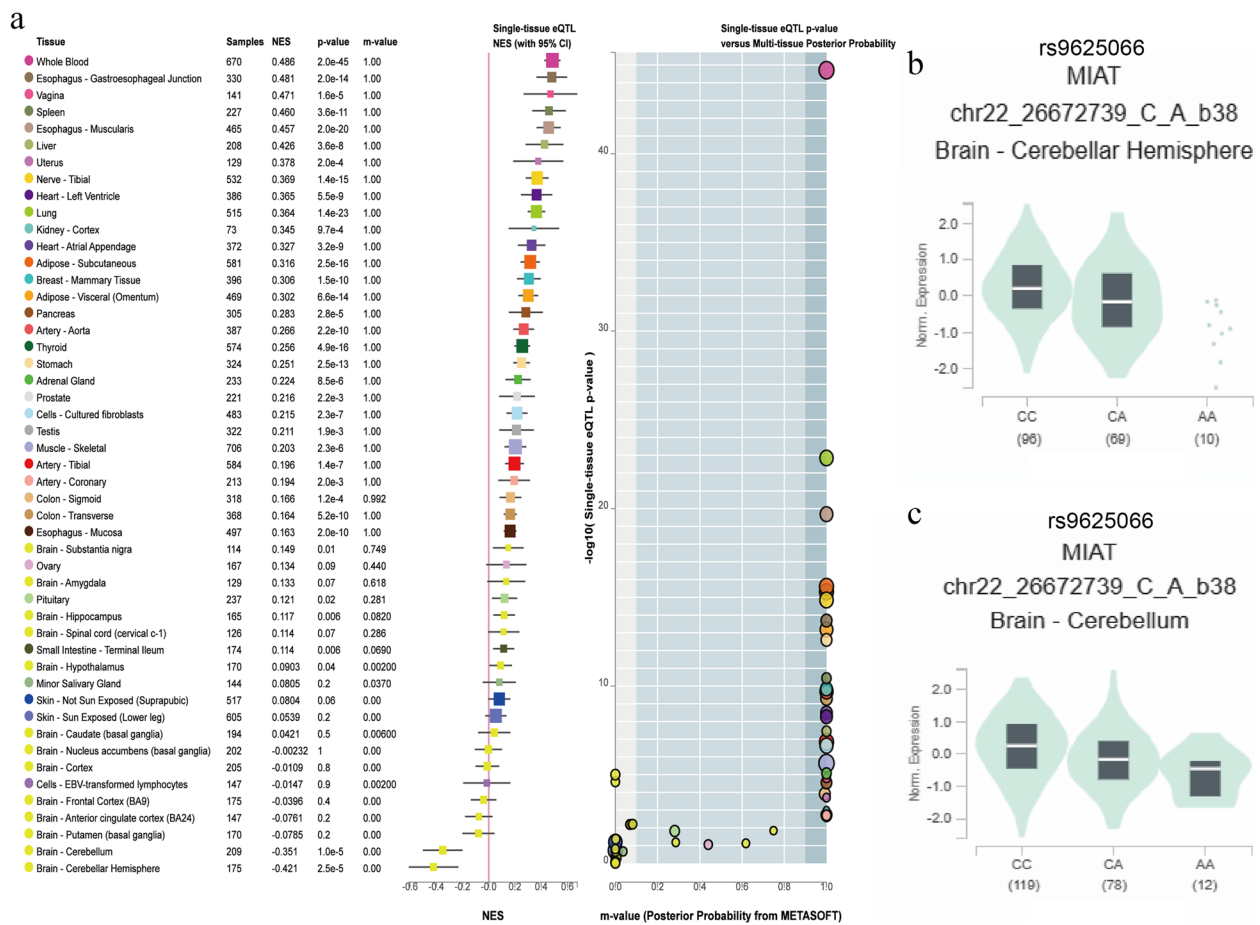 a
Tissue Samples NES p-value m-value
Single-tissue eQTL
NES (with 95% CI)
Single-tissue eQTL p-value
versus Multi-tissue Posterior Probability
Whole Blood 670 0.486 2.0e-45 1.00
Esophagus - Gastroesophageal Junction 330 0.481 2.0e-14 1.00
Vagina 141 0.471 1.6e-5 1.00
Spleen 227 0.460 3.6e-11 1.00
Esophagus - Muscularis 465 0.457 2.0e-20 1.00
Liver 208 0.426 3.6e-8 1.00
Uterus 129 0.378 2.0e-4 1.00
Nerve - Tibial 532 0.369 1.4e-15 1.00
Heart - Left Ventricle 386 0.365 5.5e-9 1.00
Lung 515 0.364 1.4e-23 1.00
Kidney - Cortex 73 0.345 9.7e-4 1.00
Heart - Atrial Appendage 372 0.327 3.2e-9 1.00
Adipose - Subcutaneous 581 0.316 2.5e-16 1.00
Breast - Mammary Tissue 396 0.306 1.5e-10 1.00
Adipose - Visceral (Omentum) 469 0.302 6.6e-14 1.00
Pancreas 305 0.283 2.8e-5 1.00
Artery - Aorta 387 0.266 2.2e-10 1.00
Thyroid 574 0.256 4.9e-16 1.00
Stomach 324 0.251 2.5e-13 1.00
Adrenal Gland 233 0.224 8.5e-6 1.00
Prostate 221 0.216 2.2e-3 1.00
Cells - Cultured fibroblasts 483 0.215 2.3e-7 1.00
Testis 322 0.211 1.9e-3 1.00
Muscle - Skeletal 706 0.203 2.3e-6 1.00
Artery - Tibial 584 0.196 1.4e-7 1.00
Artery - Coronary 213 0.194 2.0e-3 1.00
Colon - Sigmoid 318 0.166 1.2e-4 0.992
Colon - Transverse 368 0.164 5.2e-10 1.00
Esophagus - Mucosa 497 0.163 2.0e-10 1.00
Brain - Substantia nigra 114 0.149 0.01 0.749
Ovary 167 0.134 0.09 0.440
Brain - Amygdala 129 0.133 0.07 0.618
Pituitary 237 0.121 0.02 0.281
Brain - Hippocampus 165 0.117 0.006 0.0820
Brain - Spinal cord (cervical c-1) 126 0.114 0.07 0.286
Small Intestine - Terminal Ileum 174 0.114 0.006 0.0690
Brain - Hypothalamus 170 0.0903 0.04 0.00200
Minor Salivary Gland 144 0.0805 0.2 0.0370
Skin - Not Sun Exposed (Suprapubic) 517 0.0804 0.06 0.00
Skin - Sun Exposed (Lower leg) 605 0.0539 0.2 0.00
Brain - Caudate (basal ganglia) 194 0.0421 0.5 0.00600
Brain - Nucleus accumbens (basal ganglia) 202 -0.00232 1 0.00
Brain - Cortex 205 -0.0109 0.8 0.00
Cells - EBV-transformed lymphocytes 147 -0.0147 0.9 0.00200
Brain - Frontal Cortex (BA9) 175 -0.0396 0.4 0.00
Brain - Anterior cingulate cortex (BA24) 147 -0.0761 0.2 0.00
Brain - Putamen (basal ganglia) 170 -0.0785 0.2 0.00
Brain - Cerebellum 209 -0.351 1.0e-5 0.00
Brain - Cerebellar Hemisphere 175 -0.421 2.5e-5 0.00
-0.6 -0.4 -0.2 -0.0 0.2 0.4 0.6
NES
-log10( Single-tissue eQTL p-value )
40
30
20
10
0
0.0 0.2 0.4 0.6 0.8 1.0
m-value (Posterior Probability from METASOFT)
b
rs9625066
MIAT
chr22_26672739_C_A_b38
Brain - Cerebellar Hemisphere
Norm. Expression
2.0
1.0
0.0
-1.0
-2.0
CC CA AA
(96) (69) (10)
c
rs9625066
MIAT
chr22_26672739_C_A_b38
Brain - Cerebellum
Norm. Expression
2.0
1.0
0.0
-1.0
-2.0
CC CA AA
(119) (78) (12)